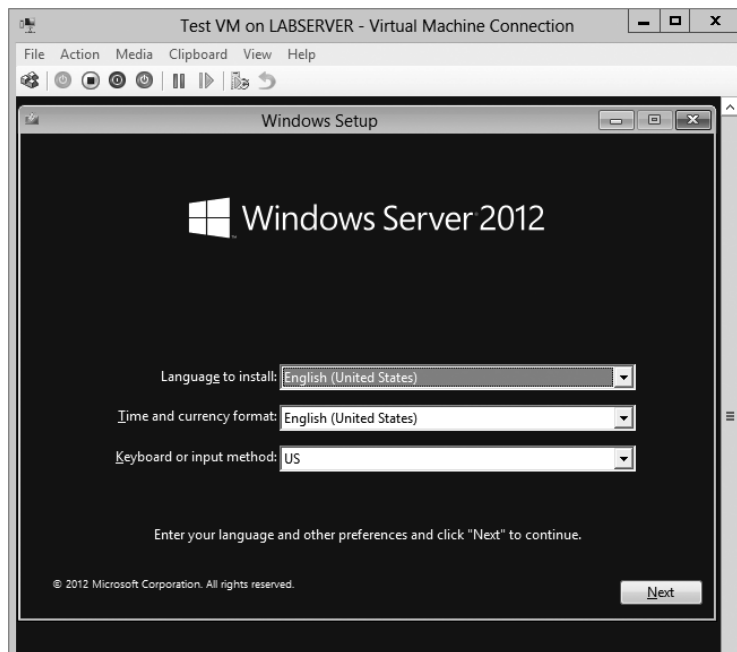 Test VM on LABSERVER - Virtual Machine Connection
File Action Media Clipboard View Help
Windows Setup
Windows Server 2012
Language to install: English (United States)
Time and currency format: English (United States)
Keyboard or input method: US
Enter your language and other preferences and click "Next" to continue.
© 2012 Microsoft Corporation. All rights reserved.
Next